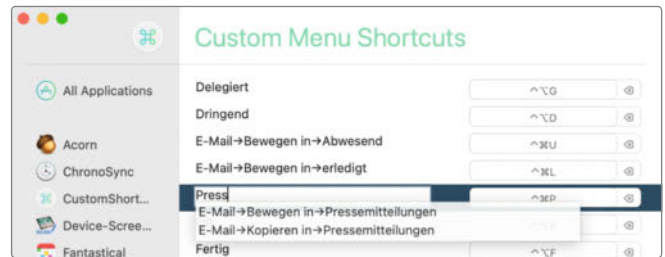 ⌘ Custom Menu Shortcuts
All Applications
Acorn
ChronoSync
CustomShort...
Device-Scree...
Fantastical
Delegiert ⌃⌥G
Dringend ⌃⌥D
E-Mail→Bewegen in→Abwesend ⌃⌘U
E-Mail→Bewegen in→erledigt ⌃⌘L
Press ⌃⌘P
E-Mail→Bewegen in→Pressemitteilungen
E-Mail→Kopieren in→Pressemitteilungen
Fertig ⌃⌥F